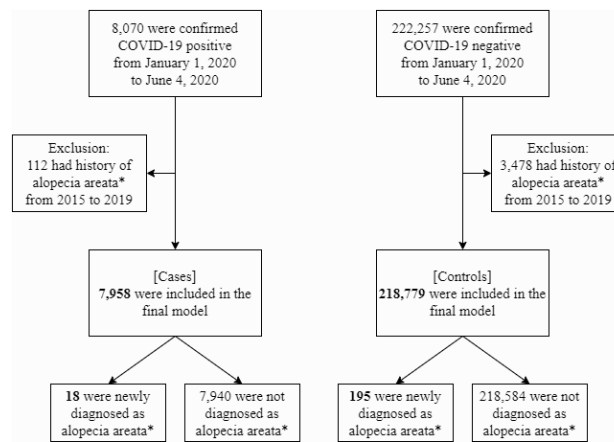 8,070 were confirmed
COVID-19 positive
from January 1, 2020
to June 4, 2020
222,257 were confirmed
COVID-19 negative
from January 1, 2020
to June 4, 2020
Exclusion:
112 had history of
alopecia areata*
from 2015 to 2019
Exclusion:
3,478 had history of
alopecia areata*
from 2015 to 2019
[Cases]
7,958 were included in the
final model
[Controls]
218,779 were included in the
final model
18 were newly
diagnosed as
alopecia areata*
7,940 were not
diagnosed as
alopecia areata*
195 were newly
diagnosed as
alopecia areata*
218,584 were not
diagnosed as
alopecia areata*